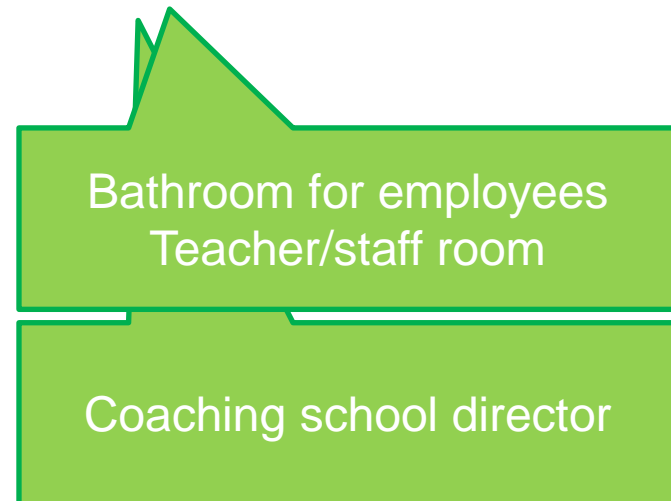 Bathroom for employees
Teacher/staff room
Coaching school director